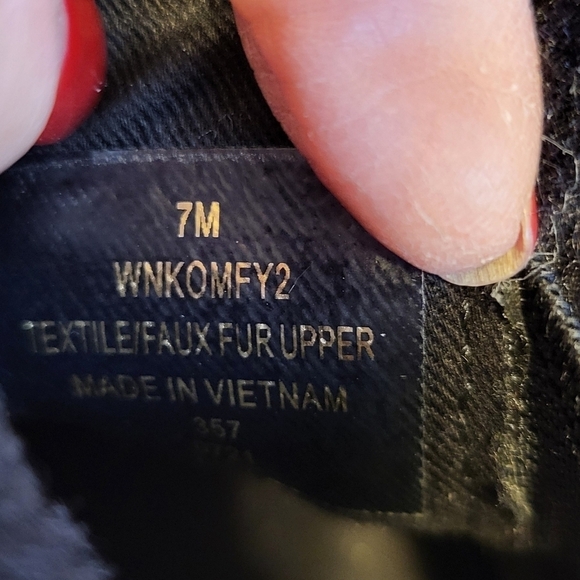 7M
WNKOMFY2
TEXTILE/FAUX FUR UPPER
MADE IN VIETNAM
357